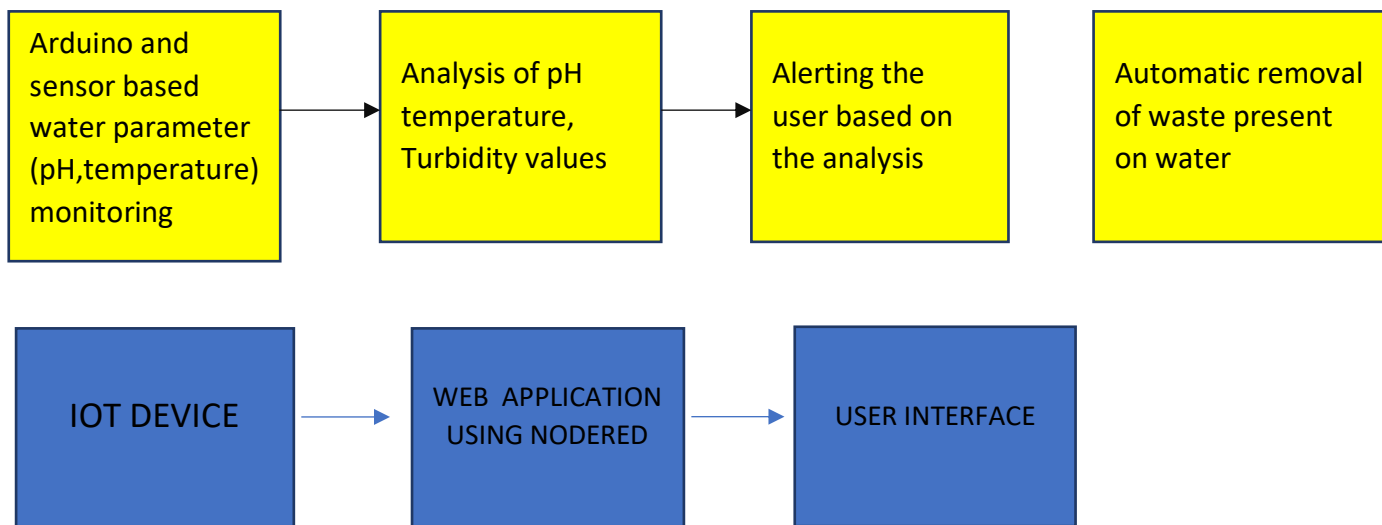 Arduino and
sensor based
water parameter
(pH,temperature)
monitoring
Analysis of pH
temperature,
Turbidity values
Alerting the
user based on
the analysis
Automatic removal
of waste present
on water
IOT DEVICE
WEB APPLICATION
USING NODERED
USER INTERFACE